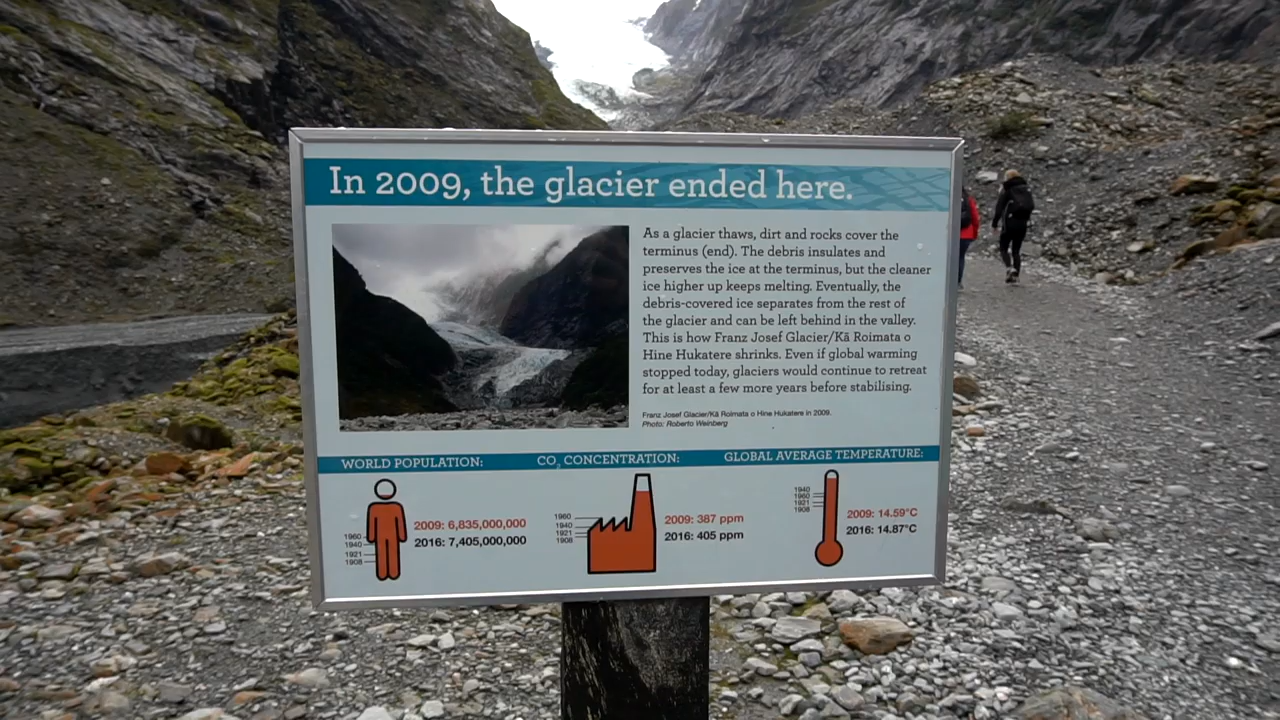 In 2009, the glacier ended here.
As a glacier thaws, dirt and rocks cover the
terminus (end). The debris insulates and
preserves the ice at the terminus, but the cleaner
ice higher up keeps melting. Eventually, the
debris-covered ice separates from the rest of
the glacier and can be left behind in the valley.
This is how Franz Josef Glacier/Kā Roimata o
Hine Hukatere shrinks. Even if global warming
stopped today, glaciers would continue to retreat
for at least a few more years before stabilising.
Franz Josef Glacier/Kā Roimata o Hine Hukatere in 2009.
Photo: Roberto Weinberg
WORLD POPULATION:
1960
1940
1921
1908
2009: 6,835,000,000
2016: 7,405,000,000
CO₂ CONCENTRATION:
1960
1940
1921
1908
2009: 387 ppm
2016: 405 ppm
GLOBAL AVERAGE TEMPERATURE:
1940
1960
1921
1908
2009: 14.59°C
2016: 14.87°C